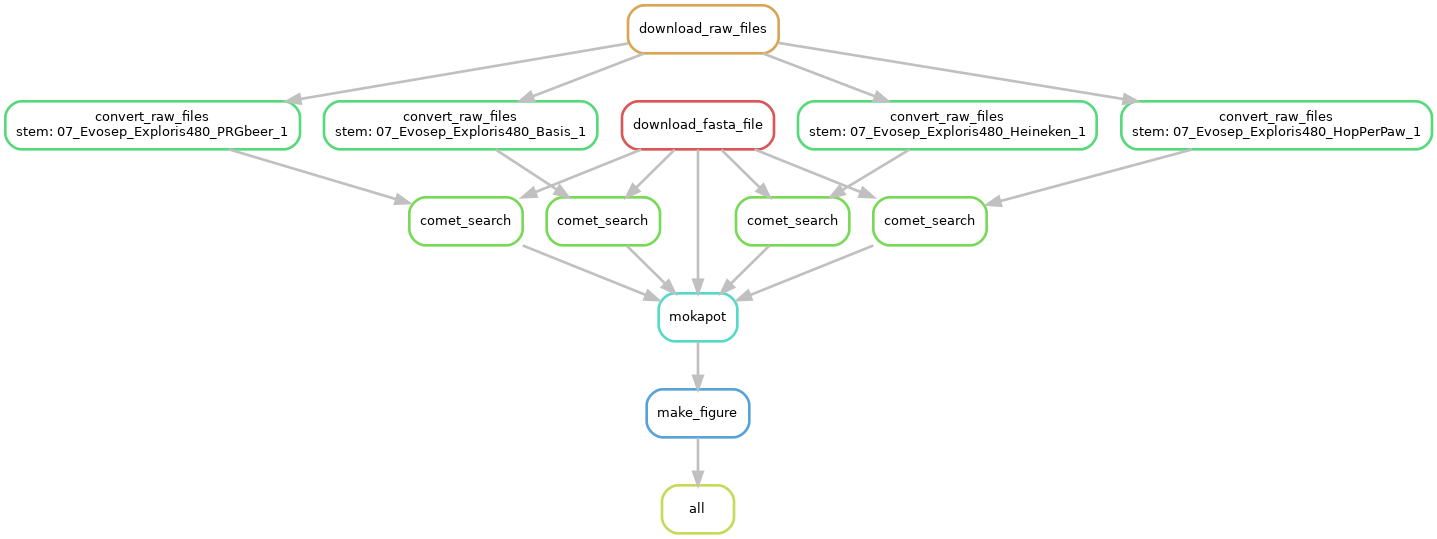 download_raw_files
convert_raw_files
stem: 07_Evosep_Exploris480_PRGbeer_1
convert_raw_files
stem: 07_Evosep_Exploris480_Basis_1
download_fasta_file
convert_raw_files
stem: 07_Evosep_Exploris480_Heineken_1
convert_raw_files
stem: 07_Evosep_Exploris480_HopPerPaw_1
comet_search
comet_search
comet_search
comet_search
mokapot
make_figure
all